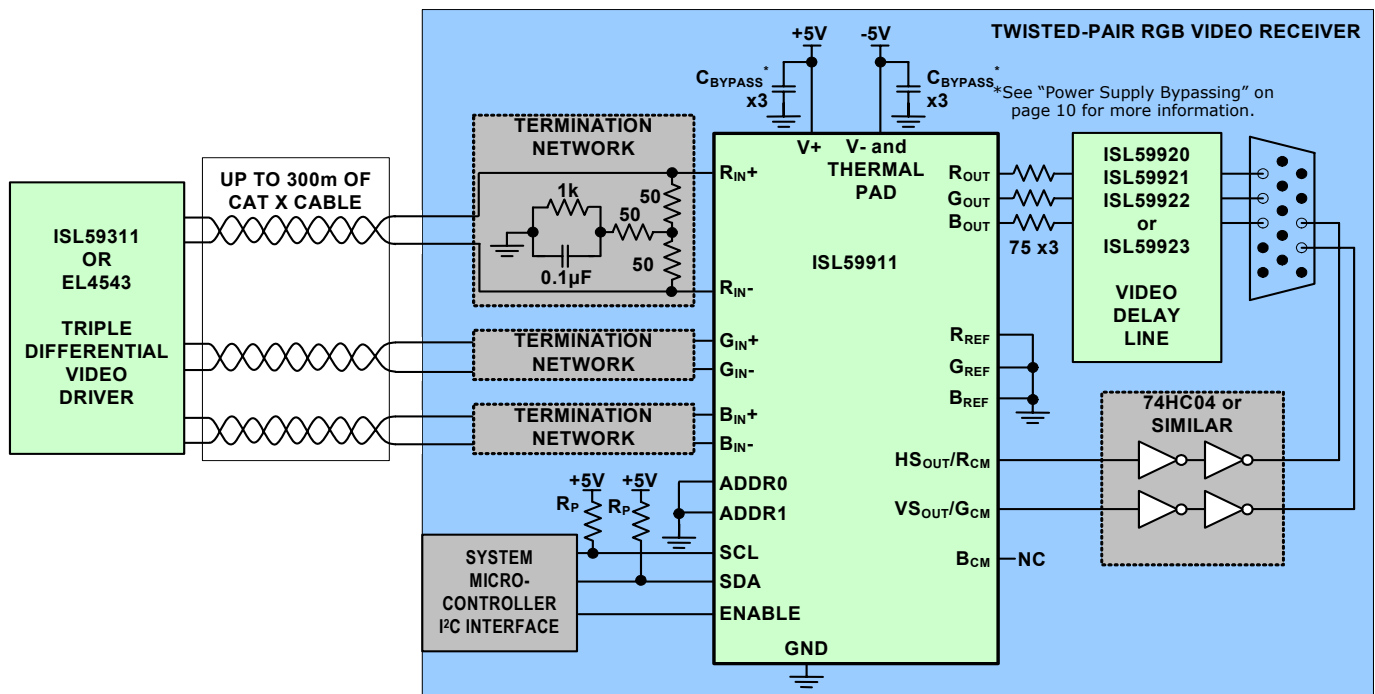 TWISTED-PAIR RGB VIDEO RECEIVER
+5V
-5V
CBYPASS*
x3
CBYPASS*
x3
*See “Power Supply Bypassing” on
page 10 for more information.
ISL59311
OR
EL4543
TRIPLE
DIFFERENTIAL
VIDEO
DRIVER
UP TO 300m OF
CAT X CABLE
TERMINATION
NETWORK
1k
50
50
50
0.1µF
TERMINATION
NETWORK
TERMINATION
NETWORK
+5V
+5V
RP
RP
SYSTEM
MICRO-
CONTROLLER
I²C INTERFACE
V+
V- and
THERMAL
PAD
ISL59911
RIN+
RIN-
GIN+
GIN-
BIN+
BIN-
ADDR0
ADDR1
SCL
SDA
ENABLE
GND
ROUT
GOUT
BOUT
75 x3
RREF
GREF
BREF
HSOUT/RCM
VSOUT/GCM
BCM
NC
ISL59920
ISL59921
ISL59922
or
ISL59923
VIDEO
DELAY
LINE
74HC04 or
SIMILAR